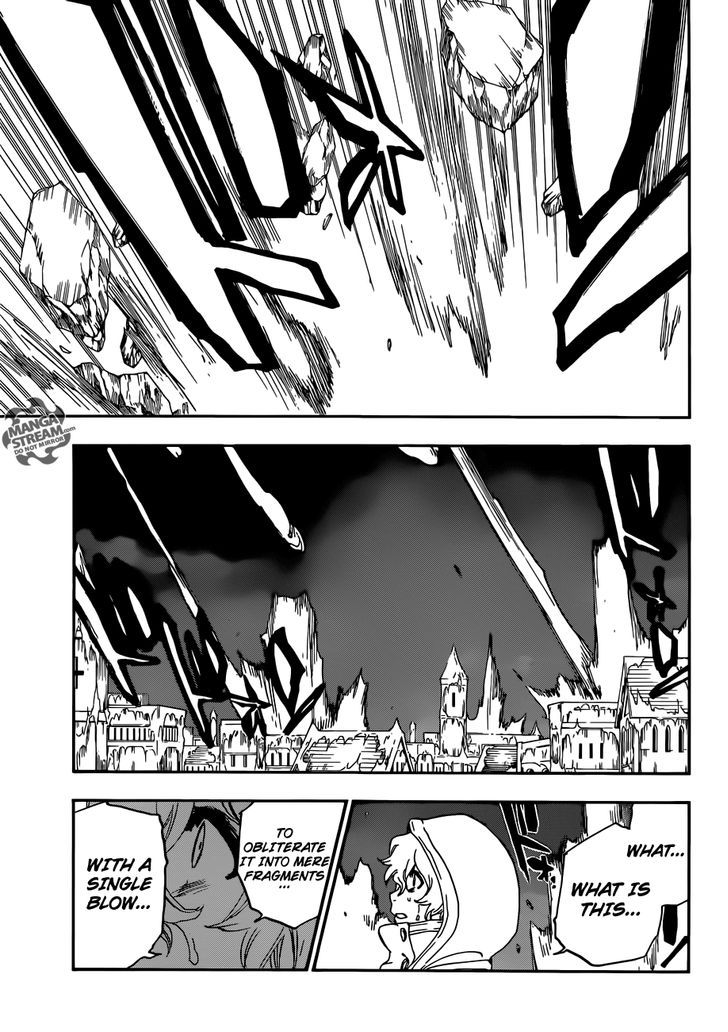 MANGA
STREAM.com
DO NOT MIRROR
WHAT...
WHAT IS
THIS...
TO
OBLITERATE
IT INTO MERE
FRAGMENTS
...
WITH A
SINGLE
BLOW...